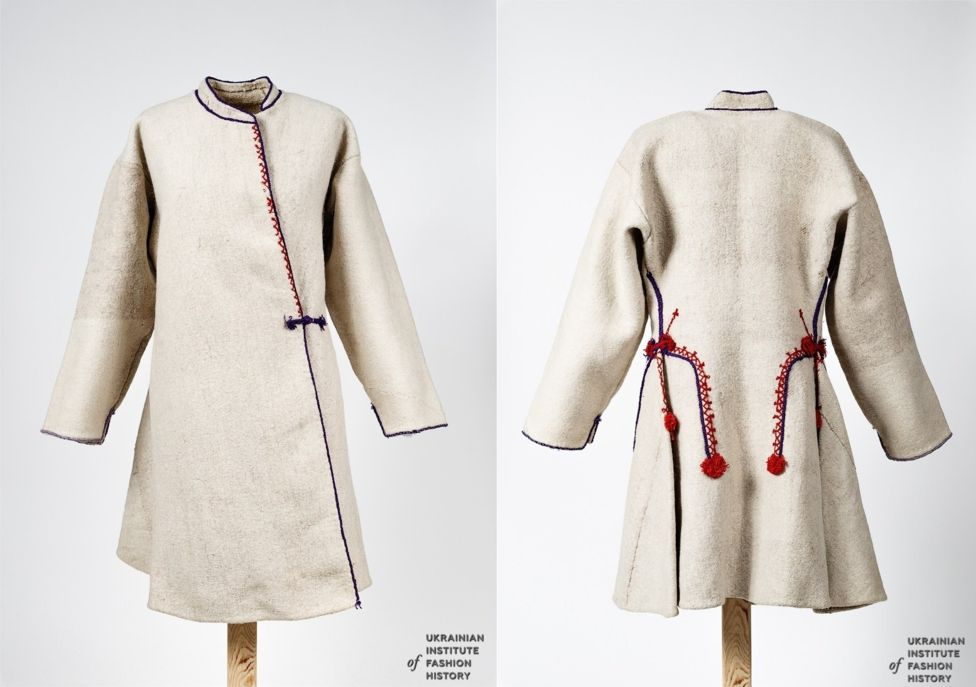 UKRAINIAN
INSTITUTE
of FASHION
HISTORY
UKRAINIAN
INSTITUTE
of FASHION
HISTORY